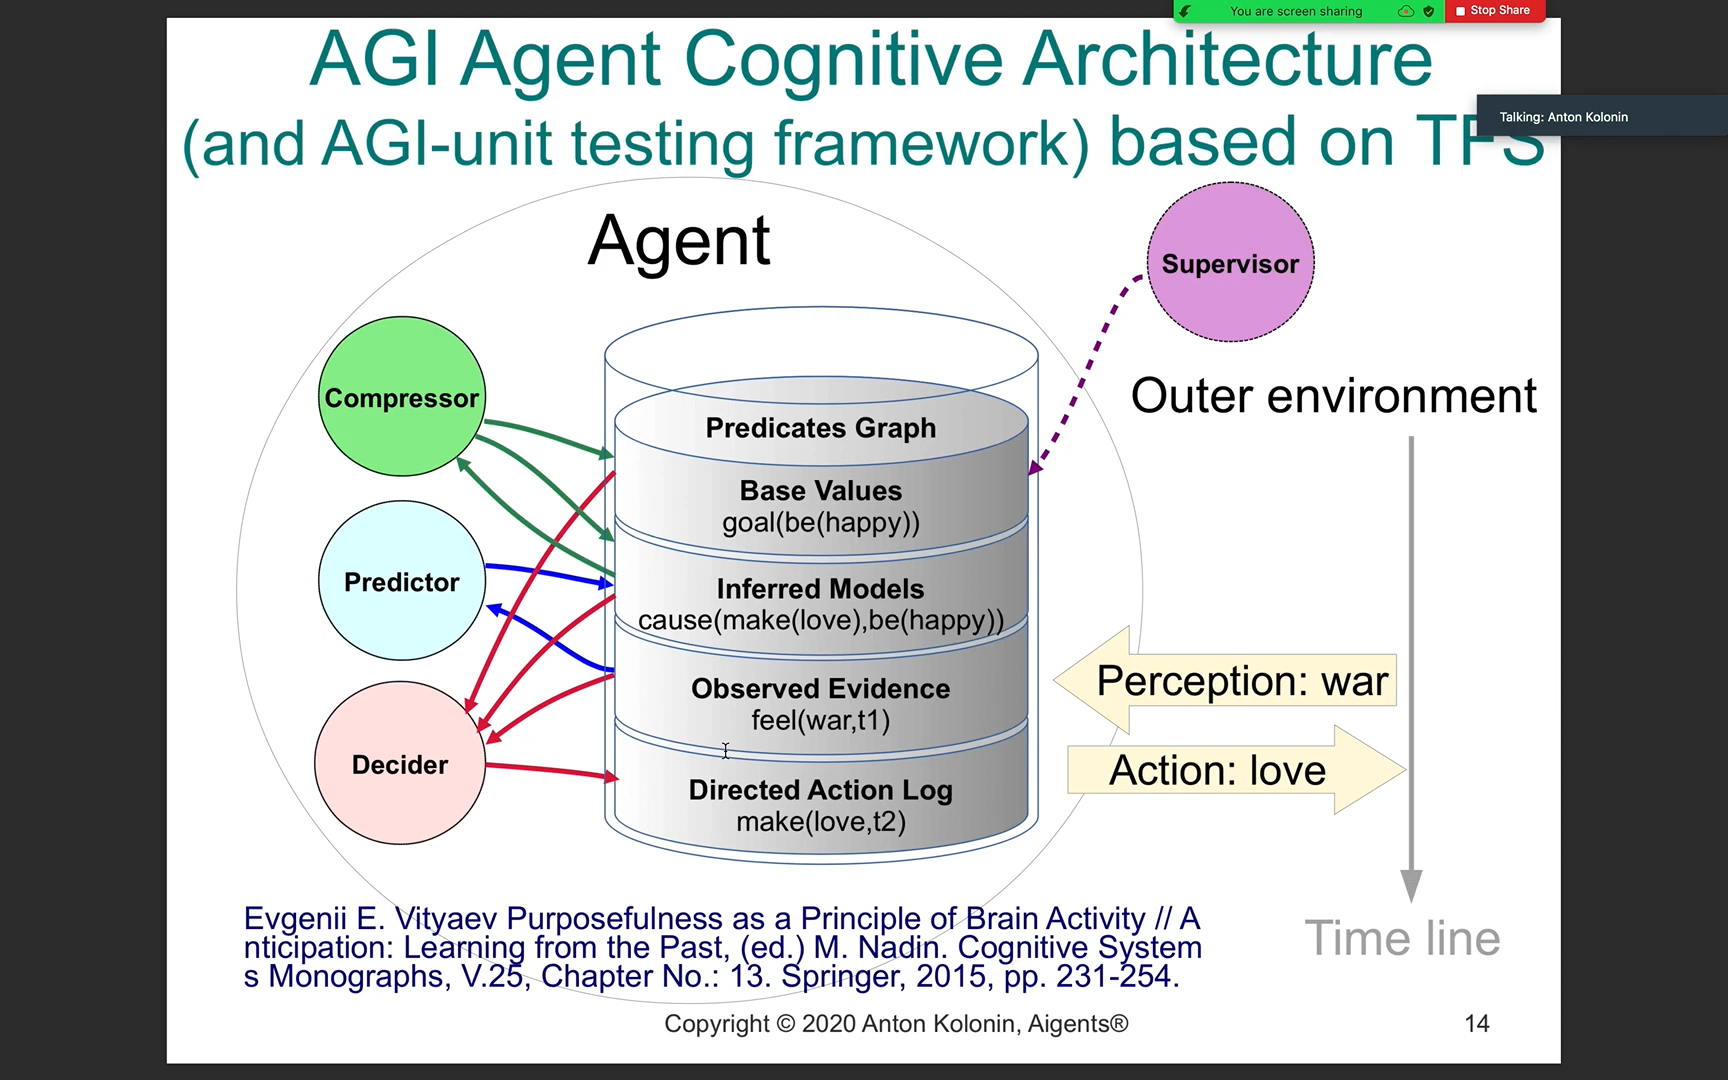 You are screen sharing
Stop Share
AGI Agent Cognitive Architecture
Talking: Anton Kolonin
(and AGI-unit testing framework) based on TFS
Agent
Supervisor
Compressor
Outer environment
Predicates Graph
Base Values
goal(be(happy))
Predictor
Inferred Models
cause(make(love),be(happy))
Perception: war
Observed Evidence
feel(war,t1)
Decider
Action: love
Directed Action Log
make(love,t2)
Evgenii E. Vityaev Purposefulness as a Principle of Brain Activity // A
nticipation: Learning from the Past, (ed.) M. Nadin. Cognitive System
s Monographs, V.25, Chapter No.: 13. Springer, 2015, pp. 231-254.
Time line
Copyright © 2020 Anton Kolonin, Aigents®
14